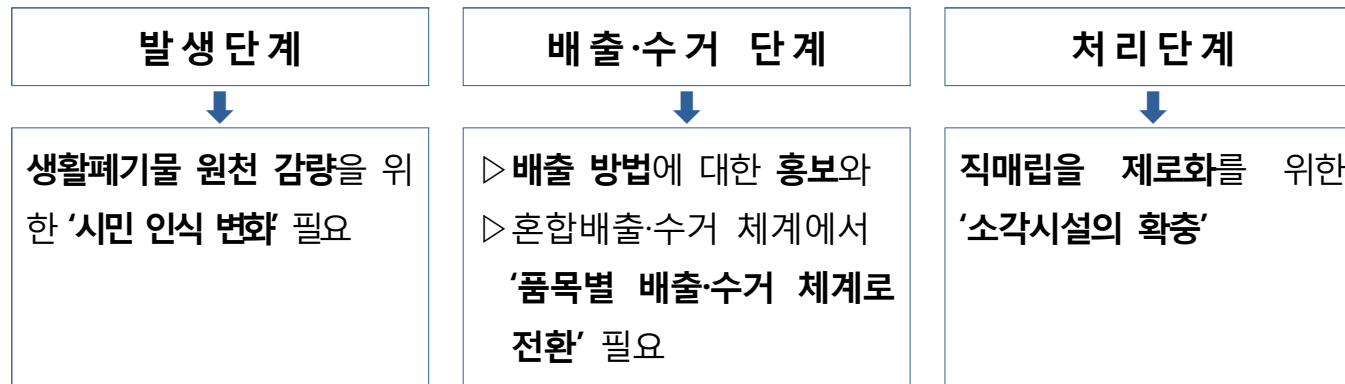 발생단계
생활폐기물 원천 감량을 위
한 ‘시민 인식 변화’ 필요
배출·수거 단계
▷배출 방법에 대한 홍보와
▷혼합배출·수거 체계에서
‘품목별 배출·수거 체계로
전환’ 필요
처리단계
직매립을 제로화를 위한
‘소각시설의 확충’